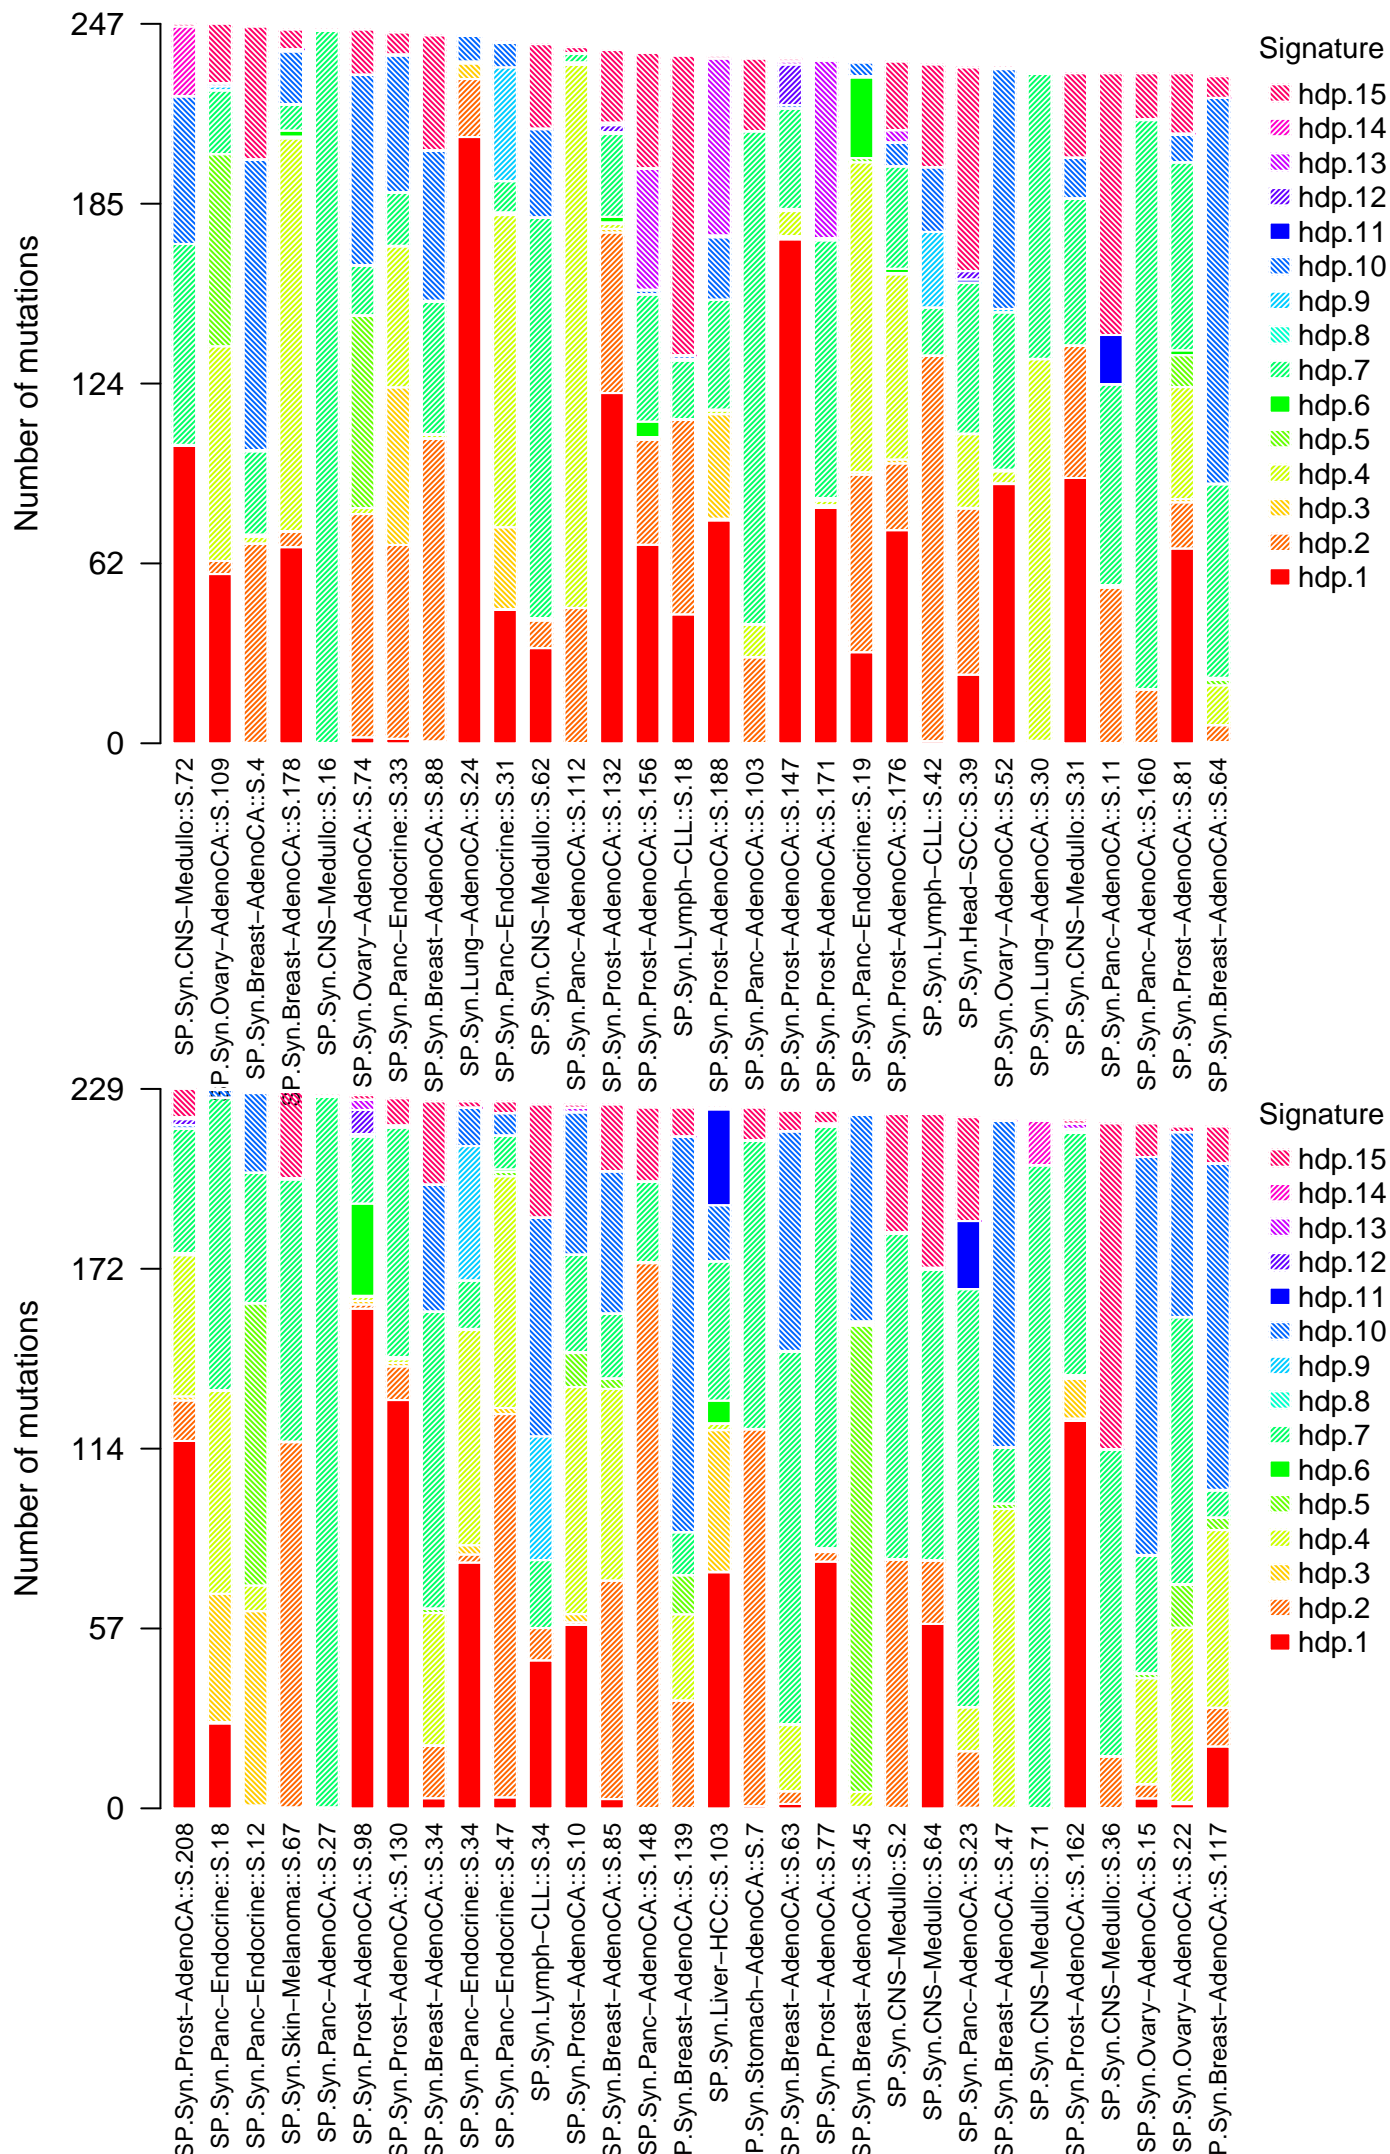 Number of mutations
247
185
124
62
0
Signature
hdp.15
hdp.14
hdp.13
hdp.12
hdp.11
hdp.10
hdp.9
hdp.8
hdp.7
hdp.6
hdp.5
hdp.4
hdp.3
hdp.2
hdp.1
SP.Syn.CNS−Medullo::S.72
SP.Syn.Ovary−AdenoCA::S.109
SP.Syn.Breast−AdenoCA::S.4
SP.Syn.Breast−AdenoCA::S.178
SP.Syn.CNS−Medullo::S.16
SP.Syn.Ovary−AdenoCA::S.74
SP.Syn.Panc−Endocrine::S.33
SP.Syn.Breast−AdenoCA::S.88
SP.Syn.Lung−AdenoCA::S.24
SP.Syn.Panc−Endocrine::S.31
SP.Syn.CNS−Medullo::S.62
SP.Syn.Panc−AdenoCA::S.112
SP.Syn.Prost−AdenoCA::S.132
SP.Syn.Prost−AdenoCA::S.156
SP.Syn.Lymph−CLL::S.18
SP.Syn.Prost−AdenoCA::S.188
SP.Syn.Panc−AdenoCA::S.103
SP.Syn.Prost−AdenoCA::S.147
SP.Syn.Prost−AdenoCA::S.171
SP.Syn.Panc−Endocrine::S.19
SP.Syn.Prost−AdenoCA::S.176
SP.Syn.Lymph−CLL::S.42
SP.Syn.Head−SCC::S.39
SP.Syn.Ovary−AdenoCA::S.52
SP.Syn.Lung−AdenoCA::S.30
SP.Syn.CNS−Medullo::S.31
SP.Syn.Panc−AdenoCA::S.11
SP.Syn.Panc−AdenoCA::S.160
SP.Syn.Prost−AdenoCA::S.81
SP.Syn.Breast−AdenoCA::S.64
Number of mutations
229
172
114
57
0
Signature
hdp.15
hdp.14
hdp.13
hdp.12
hdp.11
hdp.10
hdp.9
hdp.8
hdp.7
hdp.6
hdp.5
hdp.4
hdp.3
hdp.2
hdp.1
SP.Syn.Prost−AdenoCA::S.208
SP.Syn.Panc−Endocrine::S.18
SP.Syn.Panc−Endocrine::S.12
SP.Syn.Skin−Melanoma::S.67
SP.Syn.Panc−AdenoCA::S.27
SP.Syn.Prost−AdenoCA::S.98
SP.Syn.Prost−AdenoCA::S.130
SP.Syn.Breast−AdenoCA::S.34
SP.Syn.Panc−Endocrine::S.34
SP.Syn.Panc−Endocrine::S.47
SP.Syn.Lymph−CLL::S.34
SP.Syn.Prost−AdenoCA::S.10
SP.Syn.Breast−AdenoCA::S.85
SP.Syn.Panc−AdenoCA::S.148
P.Syn.Breast−AdenoCA::S.139
SP.Syn.Liver−HCC::S.103
P.Syn.Stomach−AdenoCA::S.7
SP.Syn.Breast−AdenoCA::S.63
SP.Syn.Prost−AdenoCA::S.77
SP.Syn.Breast−AdenoCA::S.45
SP.Syn.CNS−Medullo::S.2
SP.Syn.CNS−Medullo::S.64
SP.Syn.Panc−AdenoCA::S.23
SP.Syn.Breast−AdenoCA::S.47
SP.Syn.CNS−Medullo::S.71
SP.Syn.Prost−AdenoCA::S.162
SP.Syn.CNS−Medullo::S.36
SP.Syn.Ovary−AdenoCA::S.15
SP.Syn.Ovary−AdenoCA::S.22
P.Syn.Breast−AdenoCA::S.117